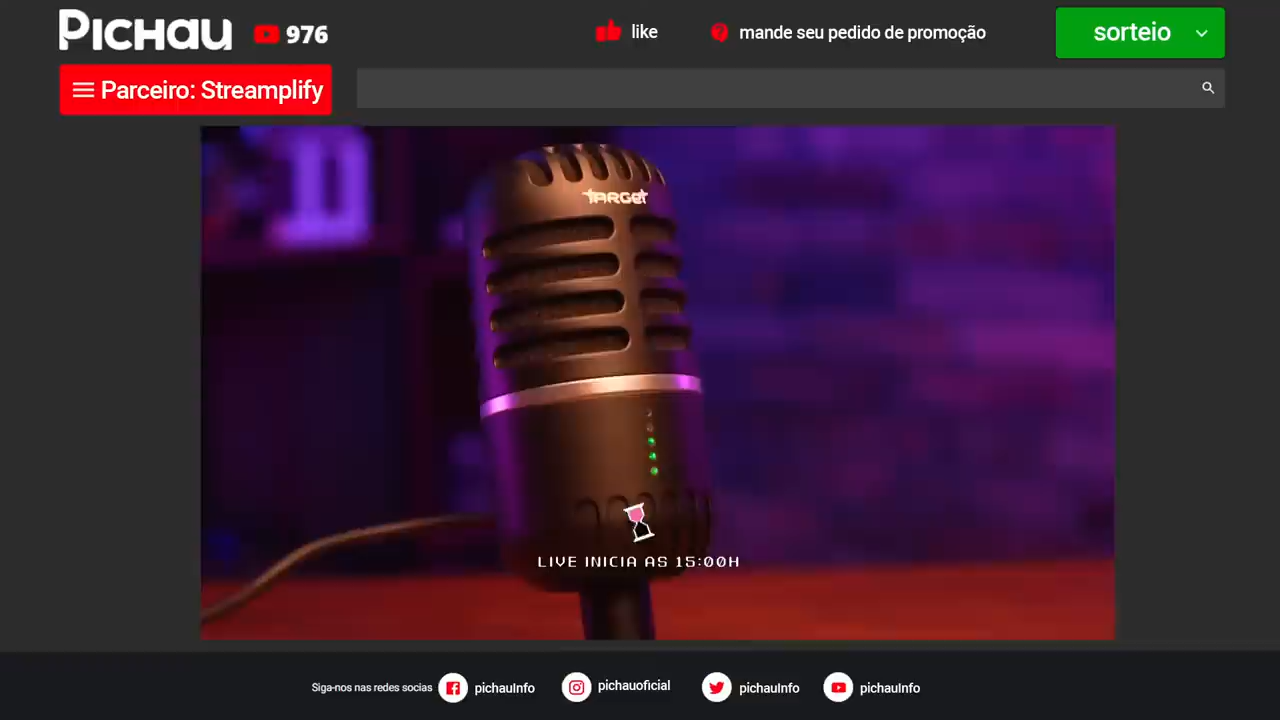 PICHAU
976
like
mande seu pedido de promoção
sorteio
Parceiro: Streamplify
TARGET
LIVE INICIA AS 15:00H
Siga-nos nas redes socias
pichauInfo
pichauoficial
pichauInfo
pichauInfo